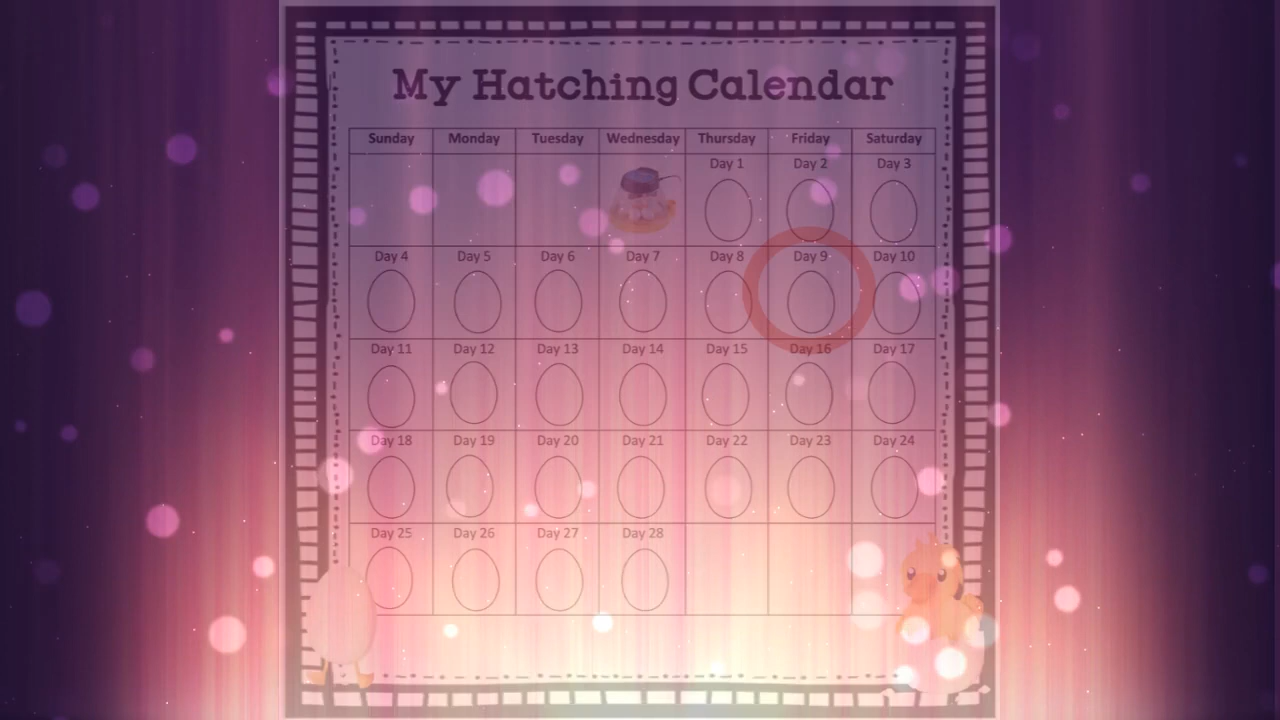 My Hatching Calendar
Sunday Monday Tuesday Wednesday Thursday Friday Saturday
Day 1 Day 2 Day 3
Day 4 Day 5 Day 6 Day 7 Day 8 Day 9 Day 10
Day 11 Day 12 Day 13 Day 14 Day 15 Day 16 Day 17
Day 18 Day 19 Day 20 Day 21 Day 22 Day 23 Day 24
Day 25 Day 26 Day 27 Day 28